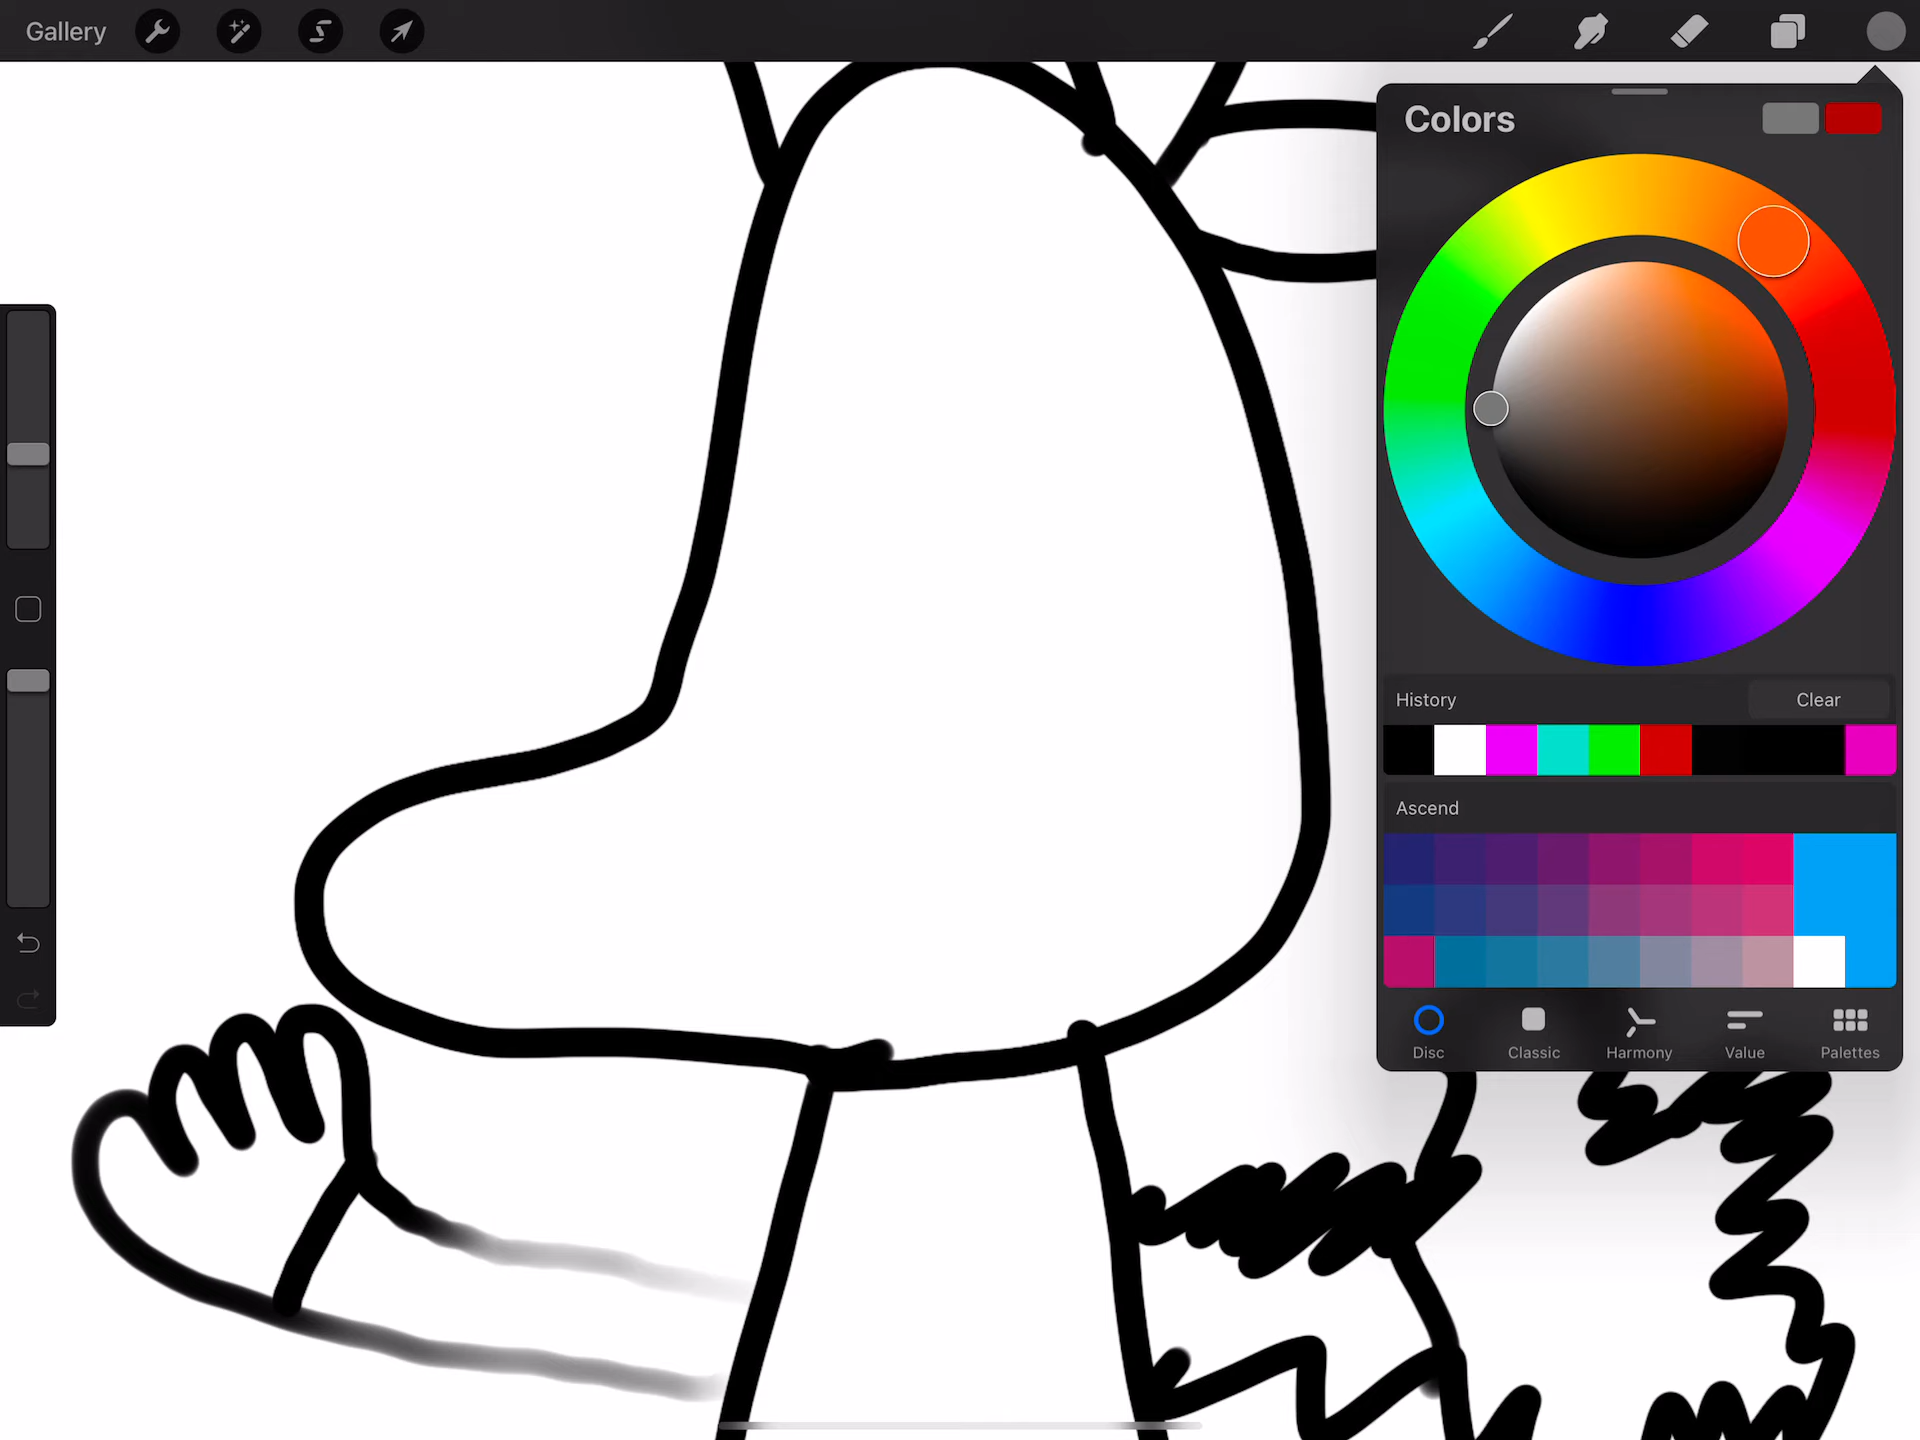 Gallery
Colors
History Clear
Ascend
Disc Classic Harmony Value Palettes